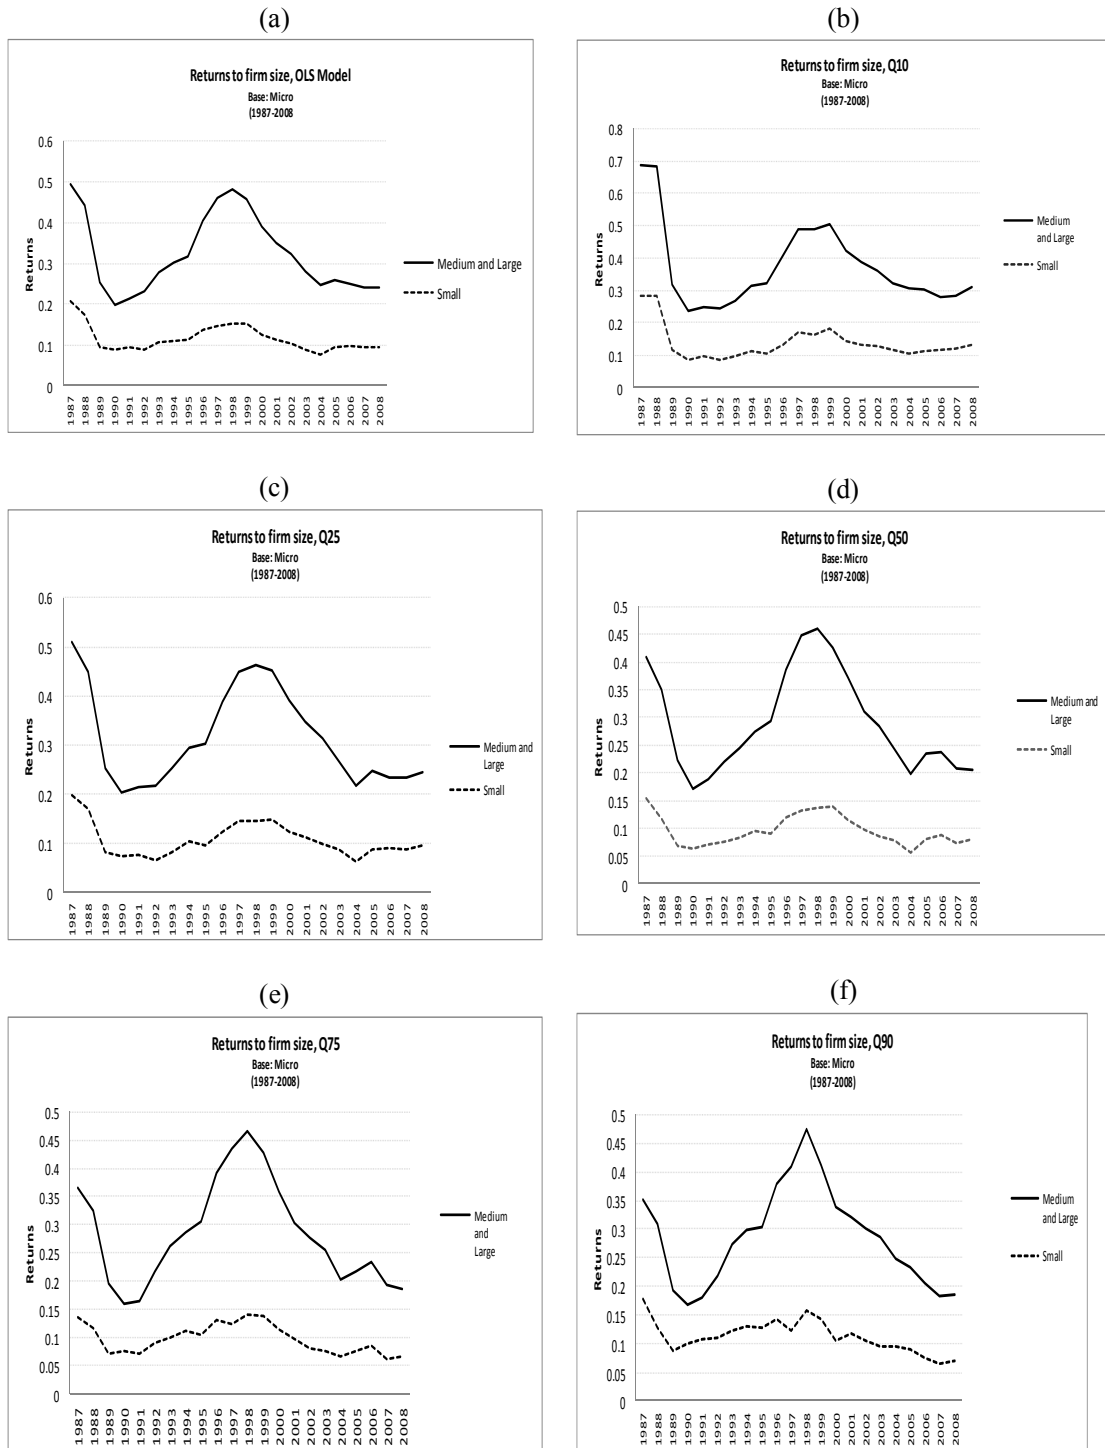 (a)
Returns to firm size, OLS Model
Base: Micro
(1987-2008
0.6
0.5
0.4
0.3
0.2
0.1
0
Returns
1987 1988 1989 1990 1991 1992 1993 1994 1995 1996 1997 1998 1999 2000 2001 2002 2003 2004 2005 2006 2007 2008
Medium and Large
Small
(b)
Returns to firm size, Q10
Base: Micro
(1987-2008)
0.8
0.7
0.6
0.5
0.4
0.3
0.2
0.1
0
Returns
1987 1988 1989 1990 1991 1992 1993 1994 1995 1996 1997 1998 1999 2000 2001 2002 2003 2004 2005 2006 2007 2008
Medium
and Large
Small
(c)
Returns to firm size, Q25
Base: Micro
(1987-2008)
0.6
0.5
0.4
0.3
0.2
0.1
0
Returns
1987 1988 1989 1990 1991 1992 1993 1994 1995 1996 1997 1998 1999 2000 2001 2002 2003 2004 2005 2006 2007 2008
Medium and
Large
Small
(d)
Returns to firm size, Q50
Base: Micro
(1987-2008)
0.5
0.45
0.4
0.35
0.3
0.25
0.2
0.15
0.1
0.05
0
Returns
1987 1988 1989 1990 1991 1992 1993 1994 1995 1996 1997 1998 1999 2000 2001 2002 2003 2004 2005 2006 2007 2008
Medium and
Large
Small
(e)
Returns to firm size, Q75
Base: Micro
(1987-2008)
0.5
0.45
0.4
0.35
0.3
0.25
0.2
0.15
0.1
0.05
0
Returns
1987 1988 1989 1990 1991 1992 1993 1994 1995 1996 1997 1998 1999 2000 2001 2002 2003 2004 2005 2006 2007 2008
Medium
and
Large
(f)
Returns to firm size, Q90
Base: Micro
(1987-2008)
0.5
0.45
0.4
0.35
0.3
0.25
0.2
0.15
0.1
0.05
0
Returns
1987 1988 1989 1990 1991 1992 1993 1994 1995 1996 1997 1998 1999 2000 2001 2002 2003 2004 2005 2006 2007 2008
Medium
and Large
Small